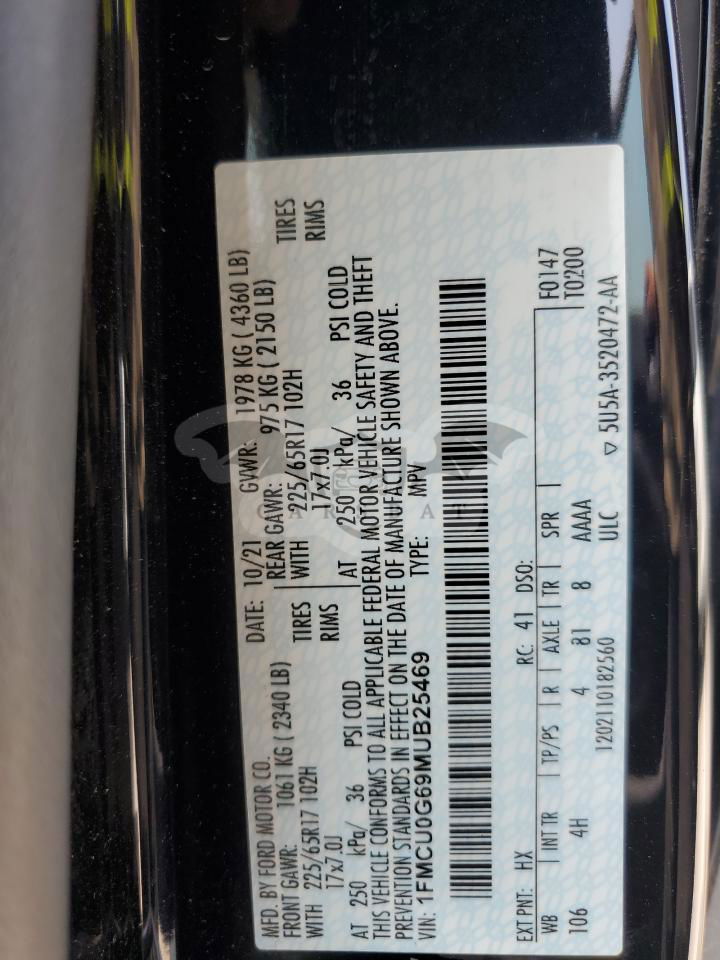 MFD. BY FORD MOTOR CO.
DATE: 10/21 GVWR: 1978 KG ( 4360 LB)
FRONT GAWR: 1061 KG ( 2340 LB) REAR GAWR: 975 KG ( 2150 LB)
WITH 225/65R17 102H TIRES WITH 225/65R17 102H TIRES
17x7.0J RIMS 17x7.0J RIMS
AT 250 kPa/ 36 PSI COLD AT 250 kPa/ 36 PSI COLD
THIS VEHICLE CONFORMS TO ALL APPLICABLE FEDERAL MOTOR VEHICLE SAFETY AND THEFT
PREVENTION STANDARDS IN EFFECT ON THE DATE OF MANUFACTURE SHOWN ABOVE.
VIN: 1FMCU0G69MUB25469 TYPE: MPV
EXT PNT: HX RC: 41 DSO:
F0147
WB INT TR TP/PS R AXLE TR SPR T0200
106 4H 4 81 8 AAAA
ULC
1202110182560 5U5A-3520472-AA